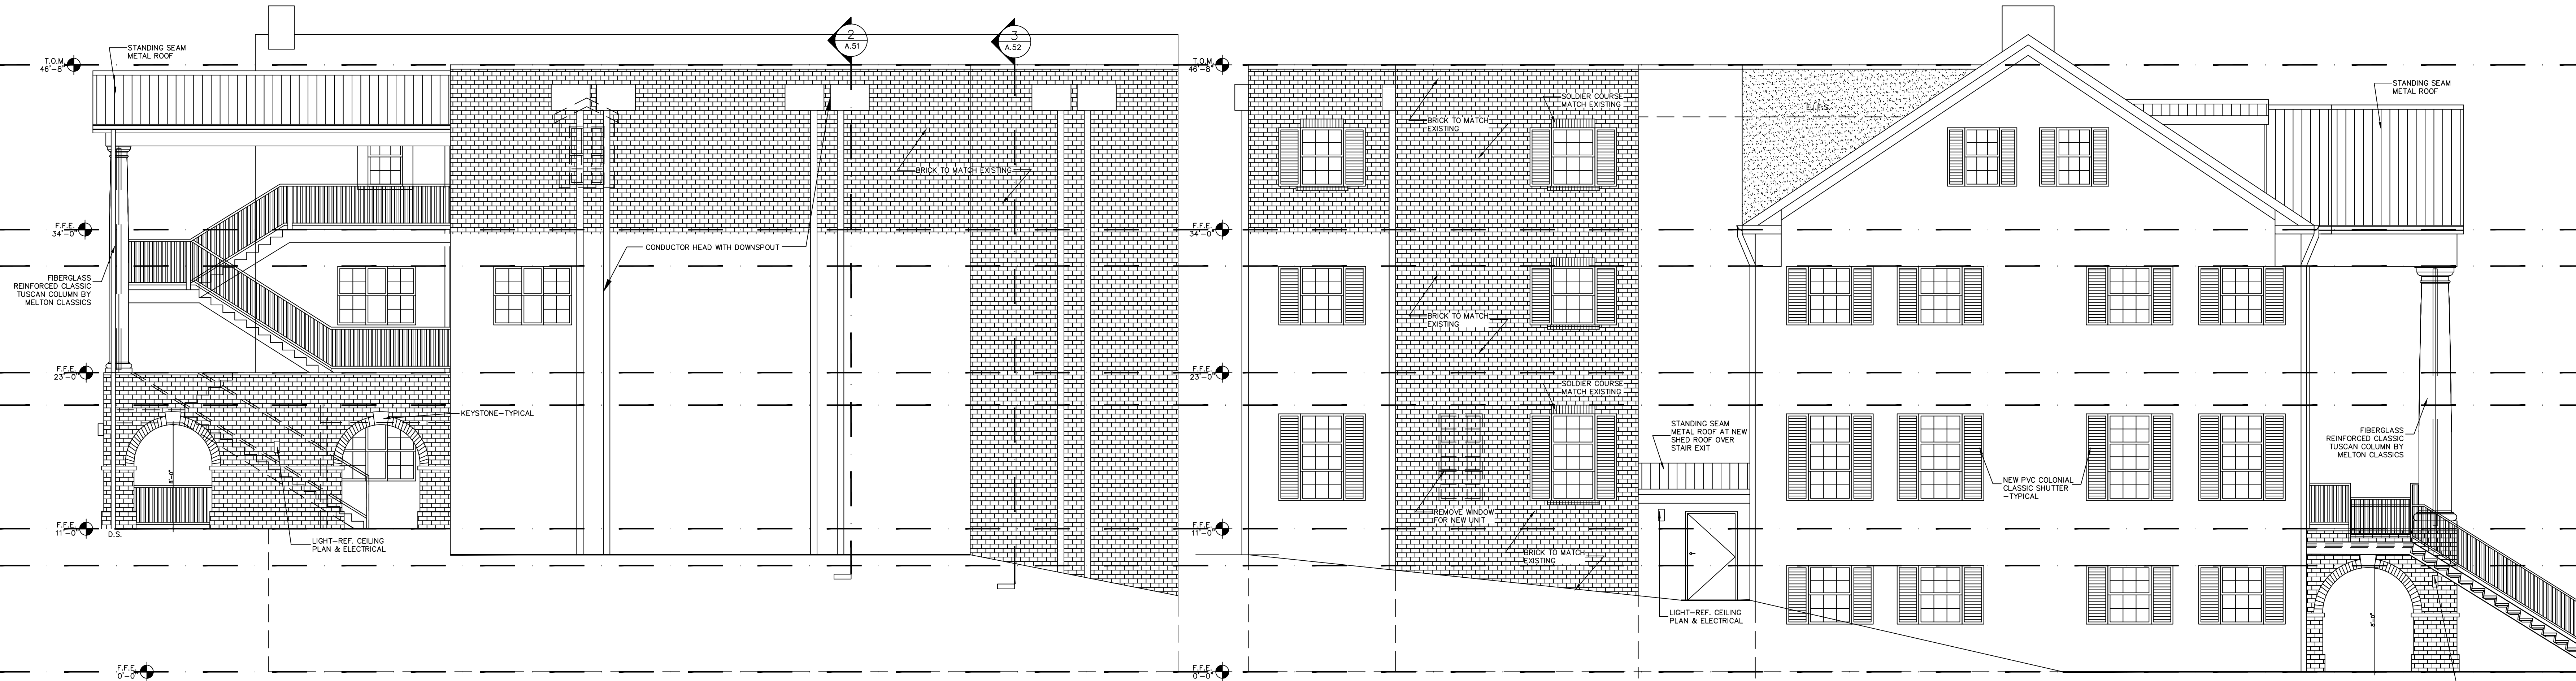 STANDING SEAM
METAL ROOF
T.O.M.
46'-8"
2
A.51
3
A.52
BRICK TO MATCH EXISTING
F.F.E.
34'-0"
CONDUCTOR HEAD WITH DOWNSPOUT
FIBERGLASS
REINFORCED CLASSIC
TUSCAN COLUMN BY
MELTON CLASSICS
F.F.E.
23'-0"
KEYSTONE-TYPICAL
8'-0"
F.F.E.
11'-0"
D.S.
LIGHT-REF. CEILING
PLAN & ELECTRICAL
F.F.E.
0'-0"
T.O.M.
46'-8"
SOLDIER COURSE
MATCH EXISTING
BRICK TO MATCH
EXISTING
E.I.F.S.
STANDING SEAM
METAL ROOF
F.F.E.
34'-0"
BRICK TO MATCH
EXISTING
F.F.E.
23'-0"
SOLDIER COURSE
MATCH EXISTING
STANDING SEAM
METAL ROOF AT NEW
SHED ROOF OVER
STAIR EXIT
FIBERGLASS
REINFORCED CLASSIC
TUSCAN COLUMN BY
MELTON CLASSICS
NEW PVC COLONIAL
CLASSIC SHUTTER
-TYPICAL
REMOVE WINDOW
FOR NEW UNIT
F.F.E.
11'-0"
BRICK TO MATCH
EXISTING
LIGHT-REF. CEILING
PLAN & ELECTRICAL
8'-0"
F.F.E.
0'-0"